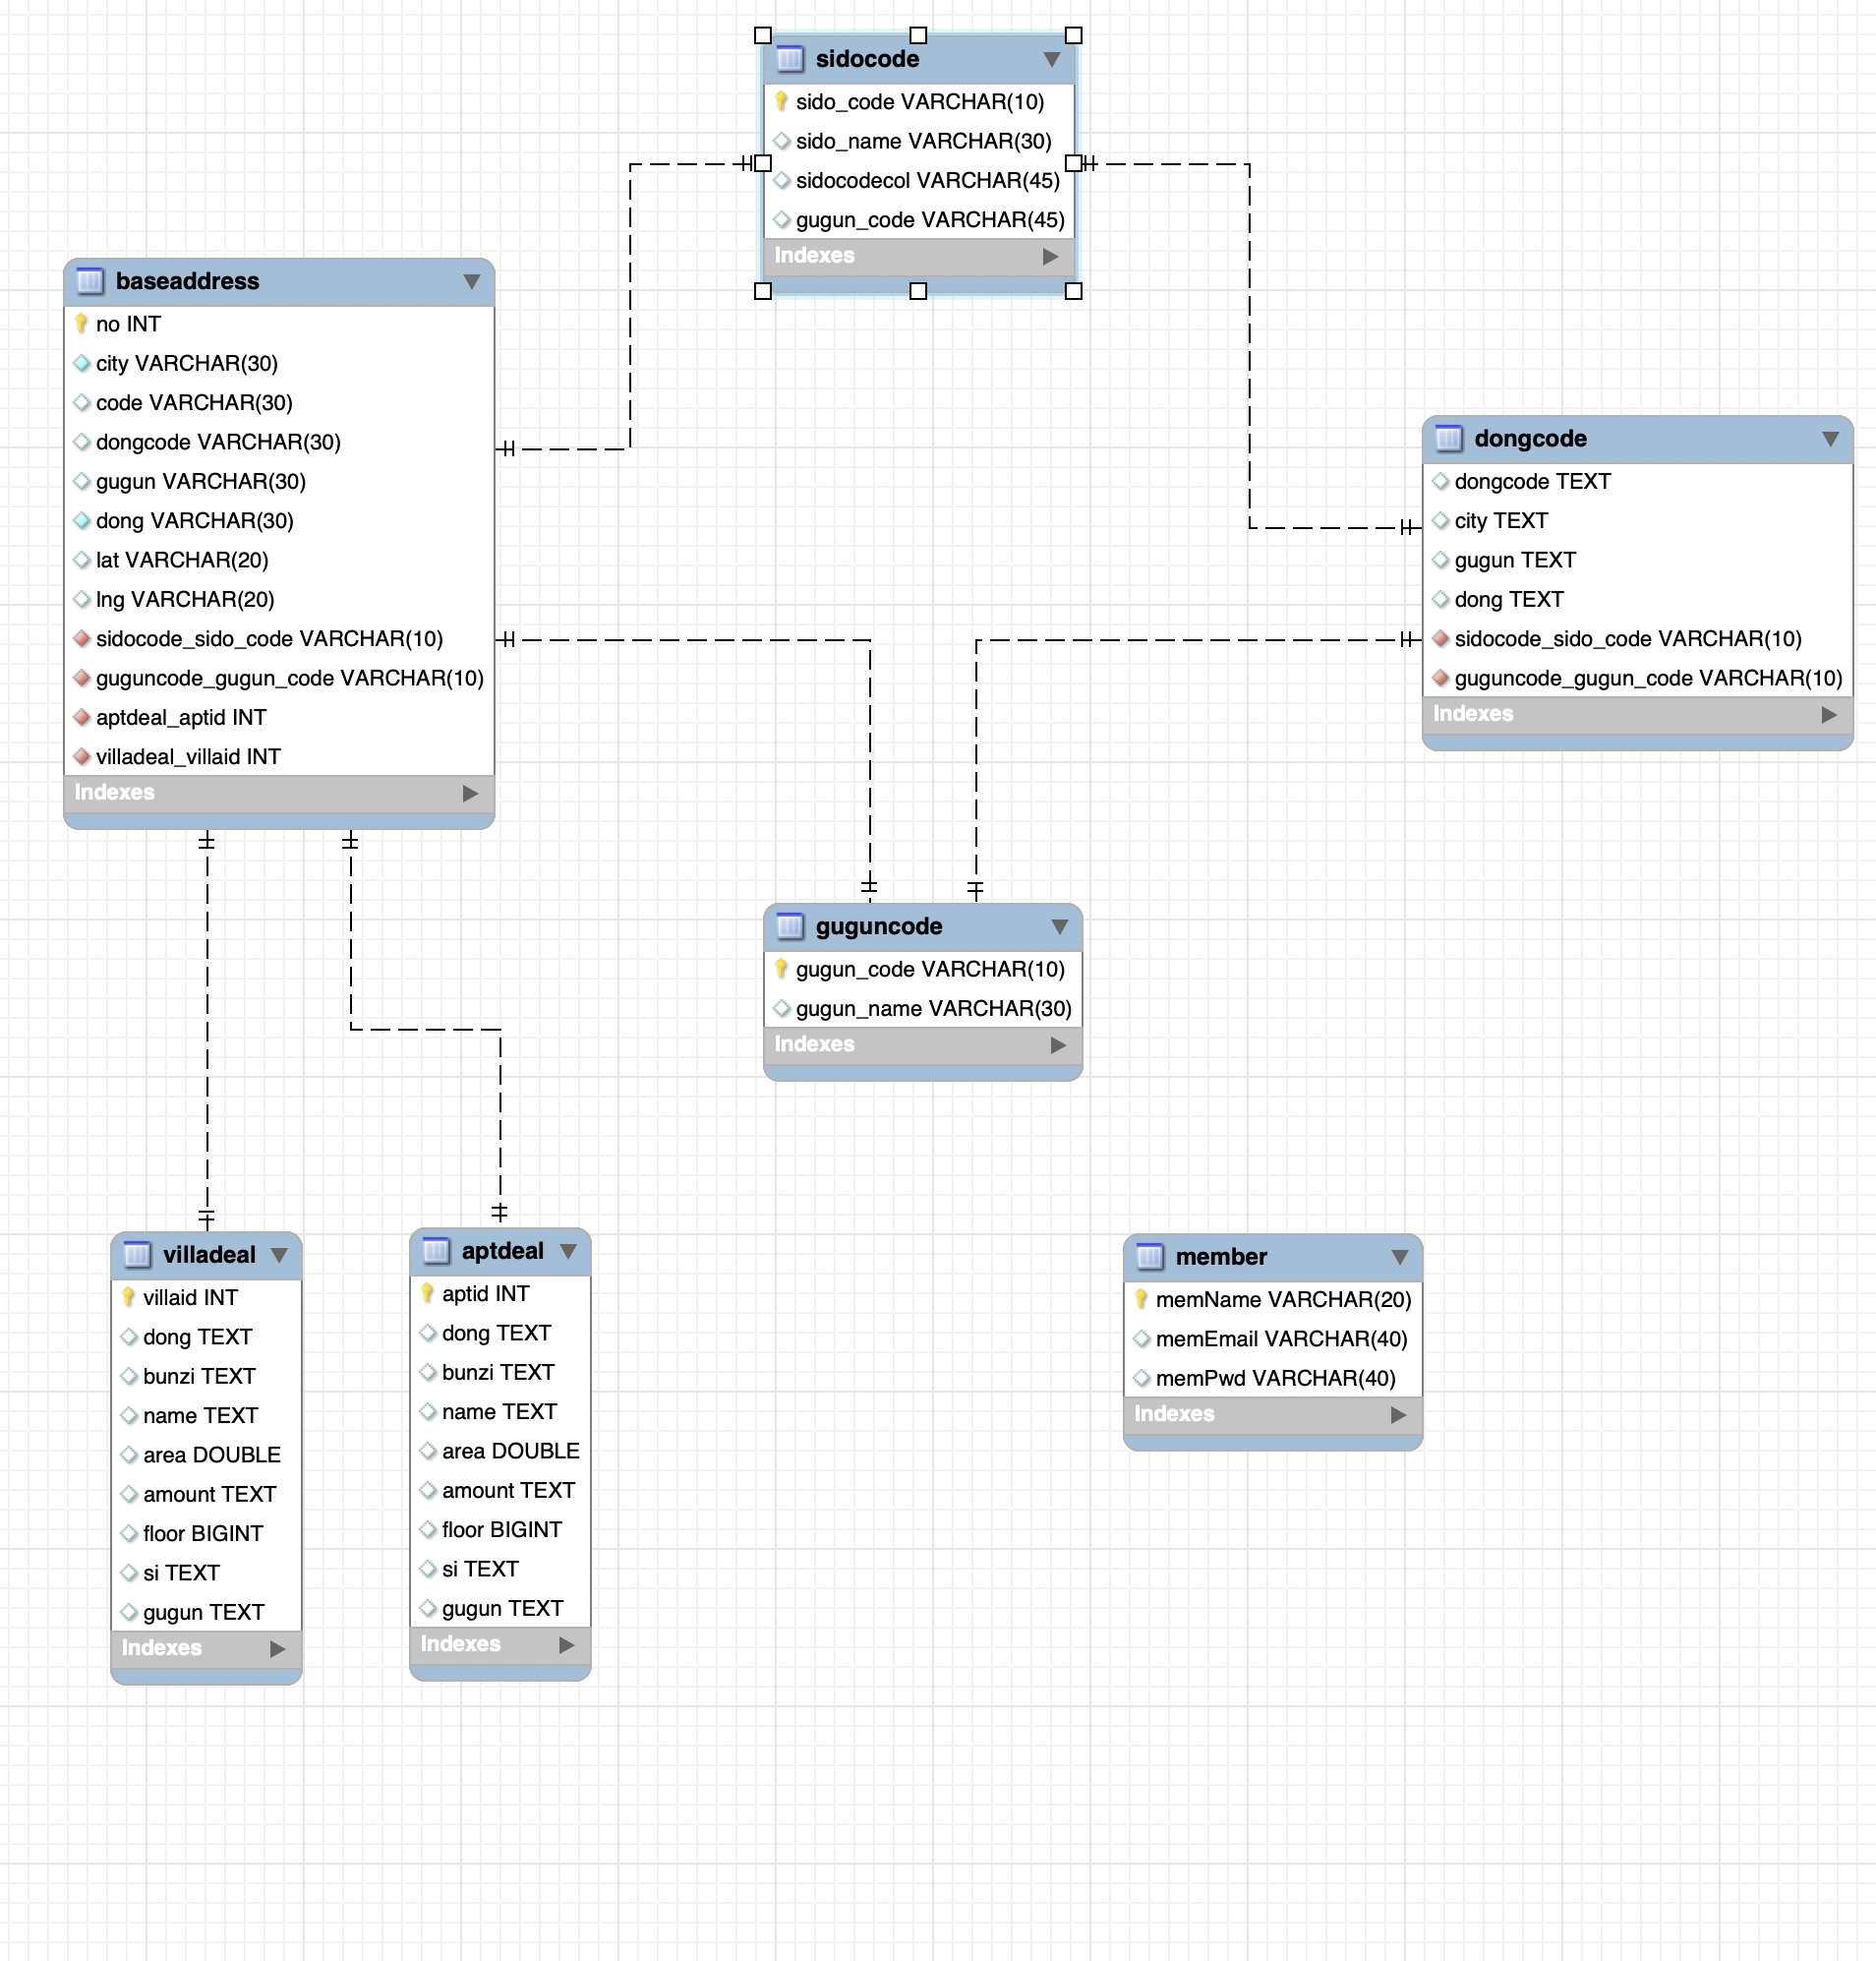 sidocode
sido_code VARCHAR(10)
sido_name VARCHAR(30)
sidocodecol VARCHAR(45)
gugun_code VARCHAR(45)
Indexes
baseaddress
no INT
city VARCHAR(30)
code VARCHAR(30)
dongcode VARCHAR(30)
gugun VARCHAR(30)
dong VARCHAR(30)
lat VARCHAR(20)
lng VARCHAR(20)
sidocode_sido_code VARCHAR(10)
guguncode_gugun_code VARCHAR(10)
aptdeal_aptid INT
villadeal_villaid INT
Indexes
dongcode
dongcode TEXT
city TEXT
gugun TEXT
dong TEXT
sidocode_sido_code VARCHAR(10)
guguncode_gugun_code VARCHAR(10)
Indexes
guguncode
gugun_code VARCHAR(10)
gugun_name VARCHAR(30)
Indexes
villadeal
villaid INT
dong TEXT
bunzi TEXT
name TEXT
area DOUBLE
amount TEXT
floor BIGINT
si TEXT
gugun TEXT
Indexes
aptdeal
aptid INT
dong TEXT
bunzi TEXT
name TEXT
area DOUBLE
amount TEXT
floor BIGINT
si TEXT
gugun TEXT
Indexes
member
memName VARCHAR(20)
memEmail VARCHAR(40)
memPwd VARCHAR(40)
Indexes